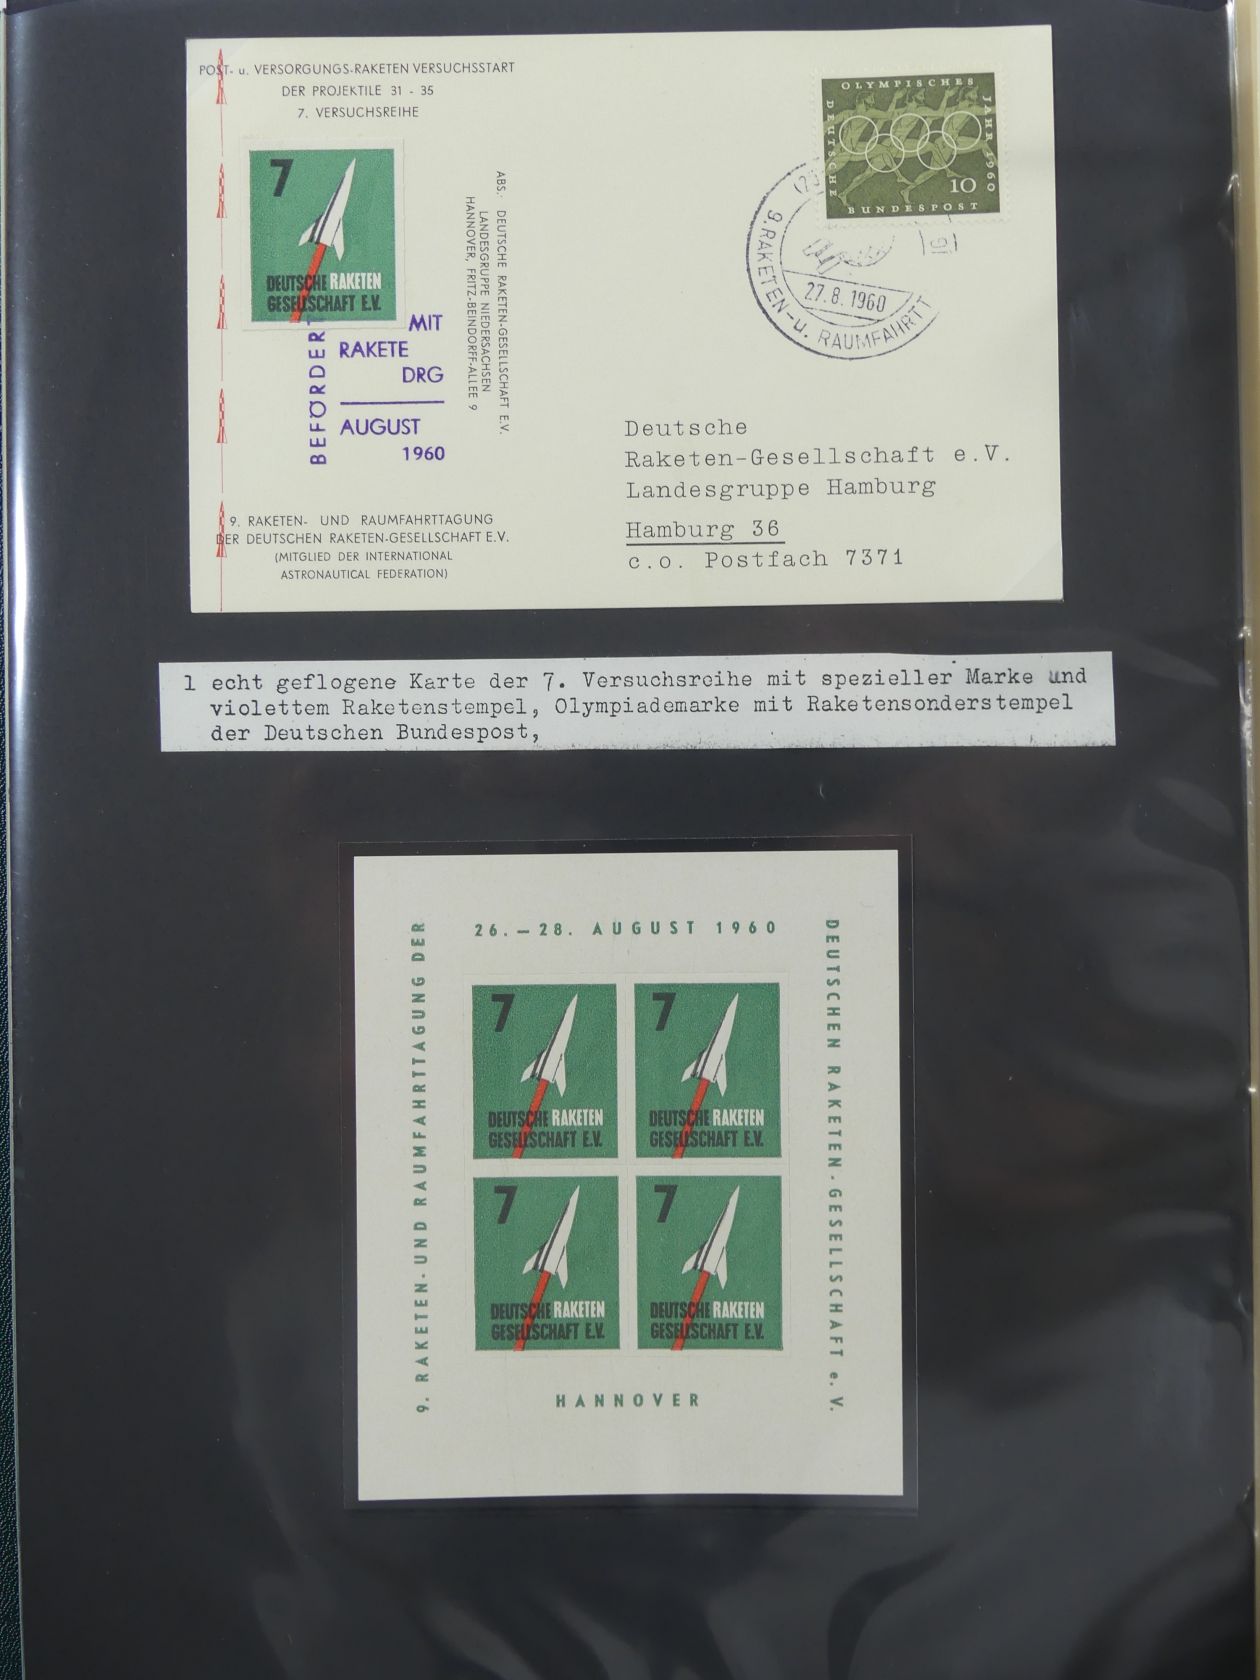 POST- u. VERSORGUNGS-RAKETEN VERSUCHSSTART
DER PROJEKTILE 31 - 35
7. VERSUCHSREIHE
7
DEUTSCHE RAKETEN
GESELLSCHAFT E.V.
BEFÖRDERT
MIT
RAKETE
DRG
AUGUST
1960
ABS.: DEUTSCHE RAKETEN-GESELLSCHAFT E.V.
LANDESGRUPPE NIEDERSACHSEN
HANNOVER, FRITZ-BEINDORFF-ALLEE 9
9. RAKETEN- UND RAUMFAHRTTAGUNG
DER DEUTSCHEN RAKETEN-GESELLSCHAFT E.V.
(MITGLIED DER INTERNATIONAL
ASTRONAUTICAL FEDERATION)
OLYMPISCHES
JAHR 1960
DEUTSCHE
BUNDESPOST
10
27.8.1960
9. RAKETEN-u. RAUMFAHRTT
Deutsche
Raketen-Gesellschaft e.V.
Landesgruppe Hamburg
Hamburg 36
c.o. Postfach 7371
1 echt geflogene Karte der 7. Versuchsreihe mit spezieller Marke und
violettem Raketenstempel, Olympiademarke mit Raketensonderstempel
der Deutschen Bundespost,
26.–28. AUGUST 1960
9. RAKETEN- UND RAUMFAHRTTAGUNG DER
DEUTSCHEN RAKETEN-GESELLSCHAFT e.V.
7
DEUTSCHE RAKETEN
GESELLSCHAFT E.V.
7
DEUTSCHE RAKETEN
GESELLSCHAFT E.V.
7
DEUTSCHE RAKETEN
GESELLSCHAFT E.V.
7
DEUTSCHE RAKETEN
GESELLSCHAFT E.V.
HANNOVER